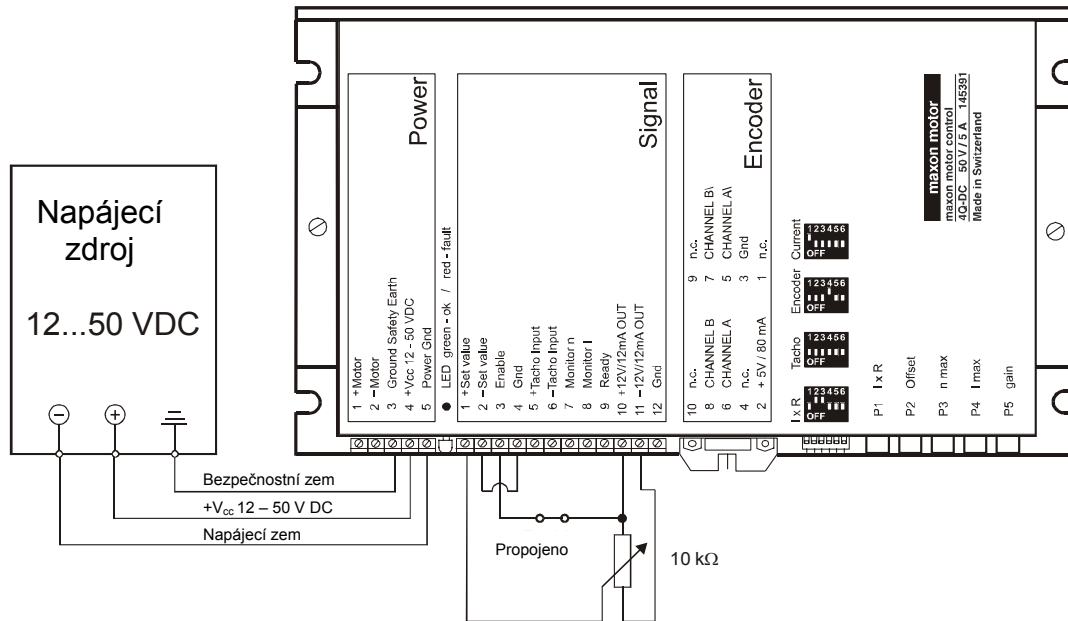 Napájecí
zdroj
12...50 VDC
Bezpečnostní zem
+Vcc 12 – 50 V DC
Napájecí zem
Power
1 +Motor
2 –Motor
3 Ground Safety Earth
4 +Vcc 12 - 50 VDC
5 Power Gnd
● LED green - ok / red - fault
Signal
1 +Set value
2 –Set value
3 Enable
4 Gnd
5 +Tacho Input
6 –Tacho Input
7 Monitor n
8 Monitor I
9 Ready
10 +12V/12mA OUT
11 –12V/12mA OUT
12 Gnd
Encoder
10 n.c. 9 n.c.
8 CHANNEL B 7 CHANNEL B\
6 CHANNEL A 5 CHANNEL A\
4 n.c. 3 Gnd
2 + 5V / 80 mA 1 n.c.
I x R
123456
OFF
Tacho
123456
OFF
Encoder
123456
OFF
Current
123456
OFF
P1 I x R
P2 Offset
P3 n max
P4 I max
P5 gain
maxon motor
maxon motor control
4Q-DC 50 V / 5 A 145391
Made in Switzerland
Propojeno
10 kΩ